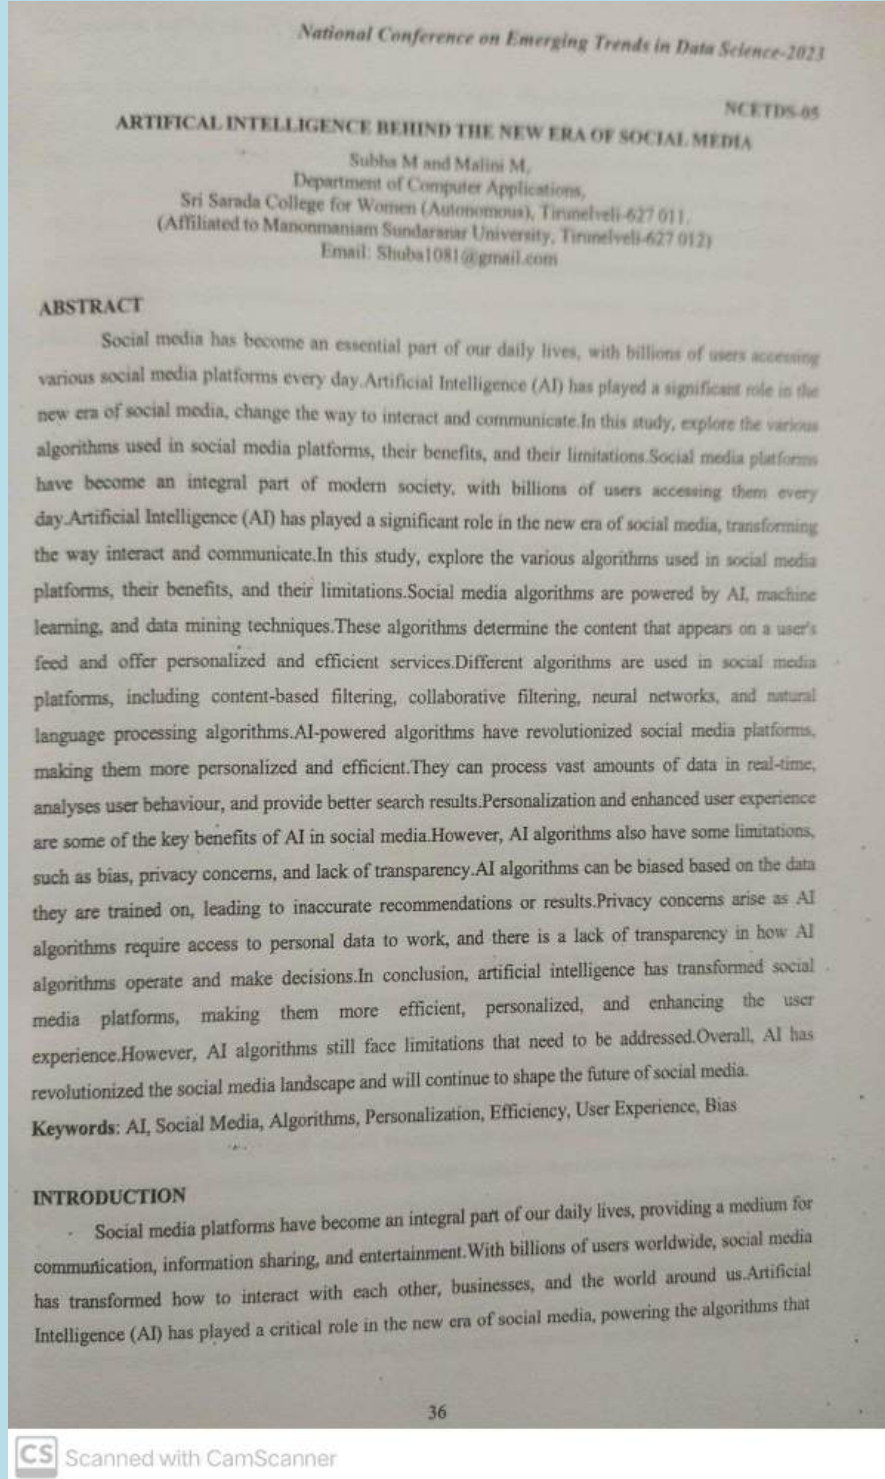 National Conference on Emerging Trends in Data Science-2023
NCETDS-05
ARTIFICAL INTELLIGENCE BEHIND THE NEW ERA OF SOCIAL MEDIA
Subha M and Malini M,
Department of Computer Applications,
Sri Sarada College for Women (Autonomous), Tirunelveli-627 011.
(Affiliated to Manonmaniam Sundaranar University, Tirunelveli-627 012)
Email: Shuba1081@gmail.com
ABSTRACT
Social media has become an essential part of our daily lives, with billions of users accessing
various social media platforms every day.Artificial Intelligence (AI) has played a significant role in the
new era of social media, change the way to interact and communicate.In this study, explore the various
algorithms used in social media platforms, their benefits, and their limitations.Social media platforms
have become an integral part of modern society, with billions of users accessing them every
day.Artificial Intelligence (AI) has played a significant role in the new era of social media, transforming
the way interact and communicate.In this study, explore the various algorithms used in social media
platforms, their benefits, and their limitations.Social media algorithms are powered by AI, machine
learning, and data mining techniques.These algorithms determine the content that appears on a user's
feed and offer personalized and efficient services.Different algorithms are used in social media
platforms, including content-based filtering, collaborative filtering, neural networks, and natural
language processing algorithms.AI-powered algorithms have revolutionized social media platforms,
making them more personalized and efficient.They can process vast amounts of data in real-time,
analyses user behaviour, and provide better search results.Personalization and enhanced user experience
are some of the key benefits of AI in social media.However, AI algorithms also have some limitations,
such as bias, privacy concerns, and lack of transparency.AI algorithms can be biased based on the data
they are trained on, leading to inaccurate recommendations or results.Privacy concerns arise as AI
algorithms require access to personal data to work, and there is a lack of transparency in how AI
algorithms operate and make decisions.In conclusion, artificial intelligence has transformed social
media platforms, making them more efficient, personalized, and enhancing the user
experience.However, AI algorithms still face limitations that need to be addressed.Overall, AI has
revolutionized the social media landscape and will continue to shape the future of social media.
Keywords: AI, Social Media, Algorithms, Personalization, Efficiency, User Experience, Bias
INTRODUCTION
Social media platforms have become an integral part of our daily lives, providing a medium for
communication, information sharing, and entertainment.With billions of users worldwide, social media
has transformed how to interact with each other, businesses, and the world around us.Artificial
Intelligence (AI) has played a critical role in the new era of social media, powering the algorithms that
36
CS Scanned with CamScanner